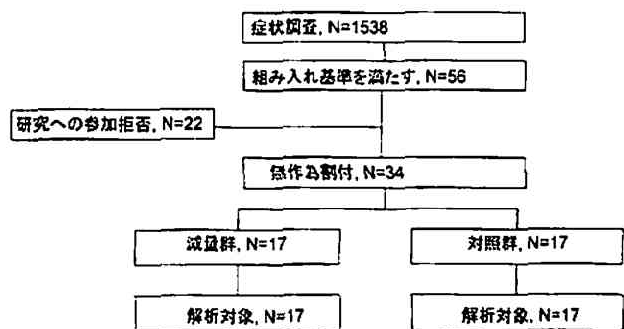 症状調査, N=1538
組み入れ基準を満たす, N=56
研究への参加拒否, N=22
無作為割付, N=34
減量群, N=17
対照群, N=17
解析対象, N=17
解析対象, N=17